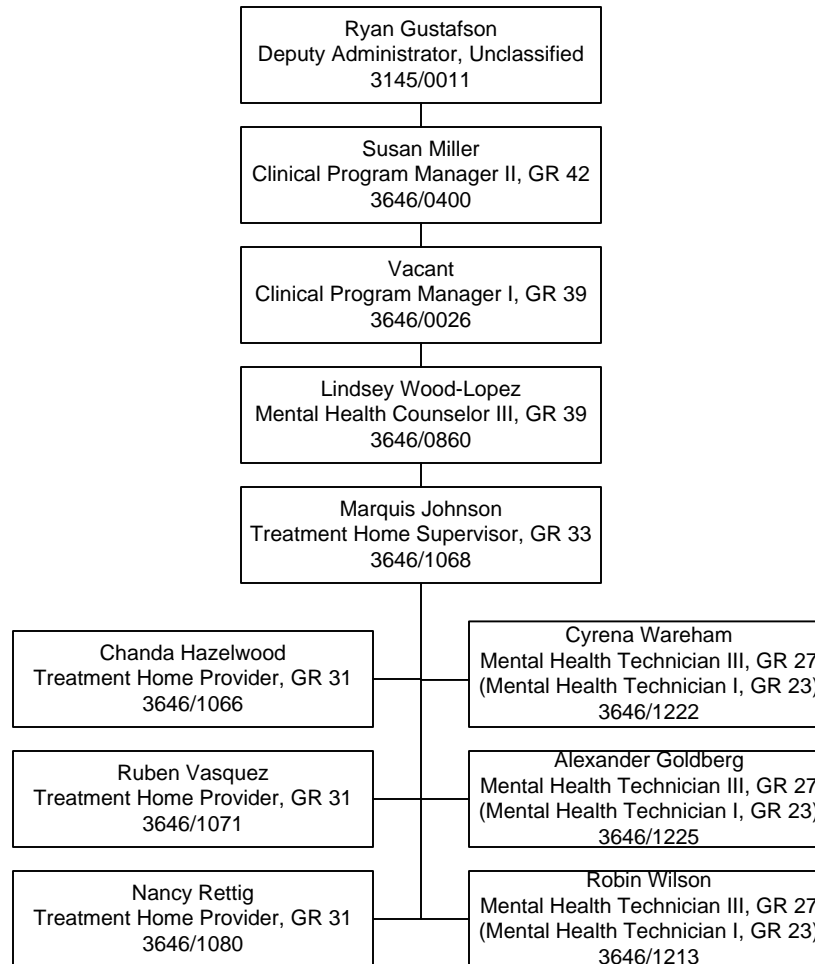 Ryan Gustafson
Deputy Administrator, Unclassified
3145/0011
Susan Miller
Clinical Program Manager II, GR 42
3646/0400
Vacant
Clinical Program Manager I, GR 39
3646/0026
Lindsey Wood-Lopez
Mental Health Counselor III, GR 39
3646/0860
Marquis Johnson
Treatment Home Supervisor, GR 33
3646/1068
Chanda Hazelwood
Treatment Home Provider, GR 31
3646/1066
Cyrena Wareham
Mental Health Technician III, GR 27
(Mental Health Technician I, GR 23)
3646/1222
Ruben Vasquez
Treatment Home Provider, GR 31
3646/1071
Alexander Goldberg
Mental Health Technician III, GR 27
(Mental Health Technician I, GR 23)
3646/1225
Nancy Rettig
Treatment Home Provider, GR 31
3646/1080
Robin Wilson
Mental Health Technician III, GR 27
(Mental Health Technician I, GR 23)
3646/1213